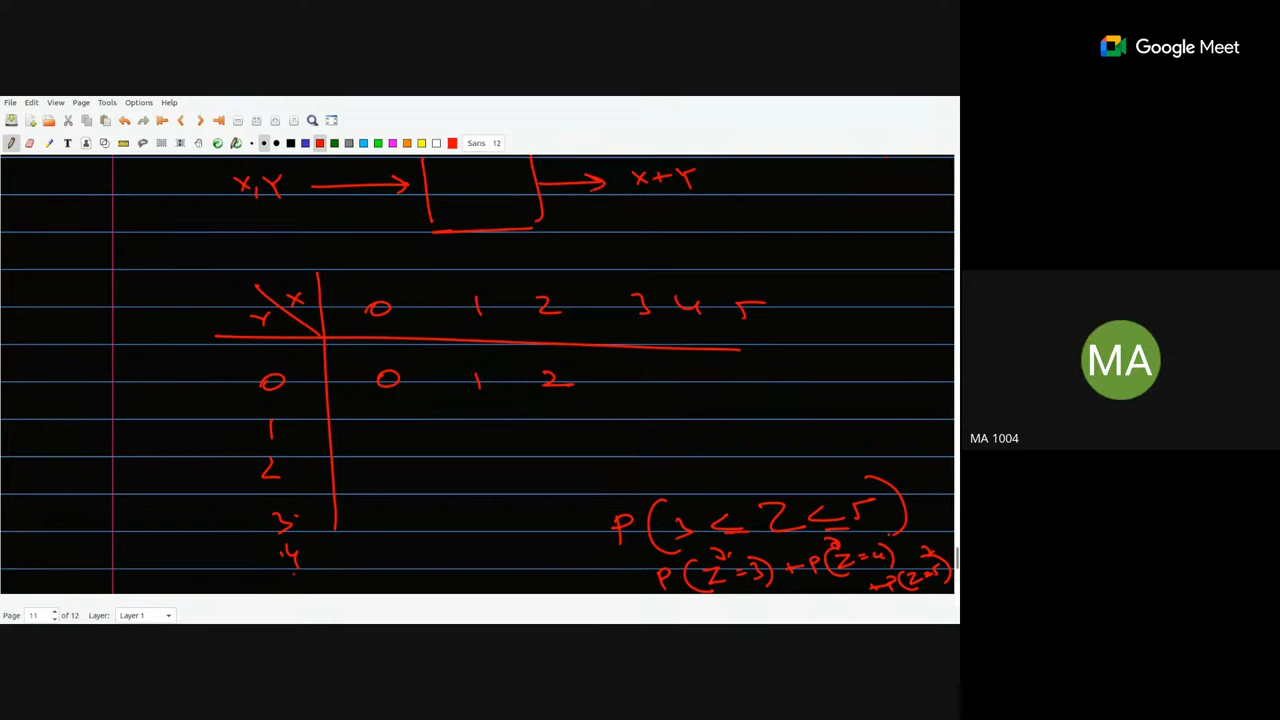 Google Meet
File Edit View Page Tools Options Help
Sans 12
X,Y X+Y
X 0 1 2 3 4 5
Y
0 0 1 2
1
2
3
4
P(3 ≤ Z ≤ 5)
P(Z=3) + P(Z=4)
+P(Z=5)
MA
MA 1004
Page 11 of 12 Layer: Layer 1